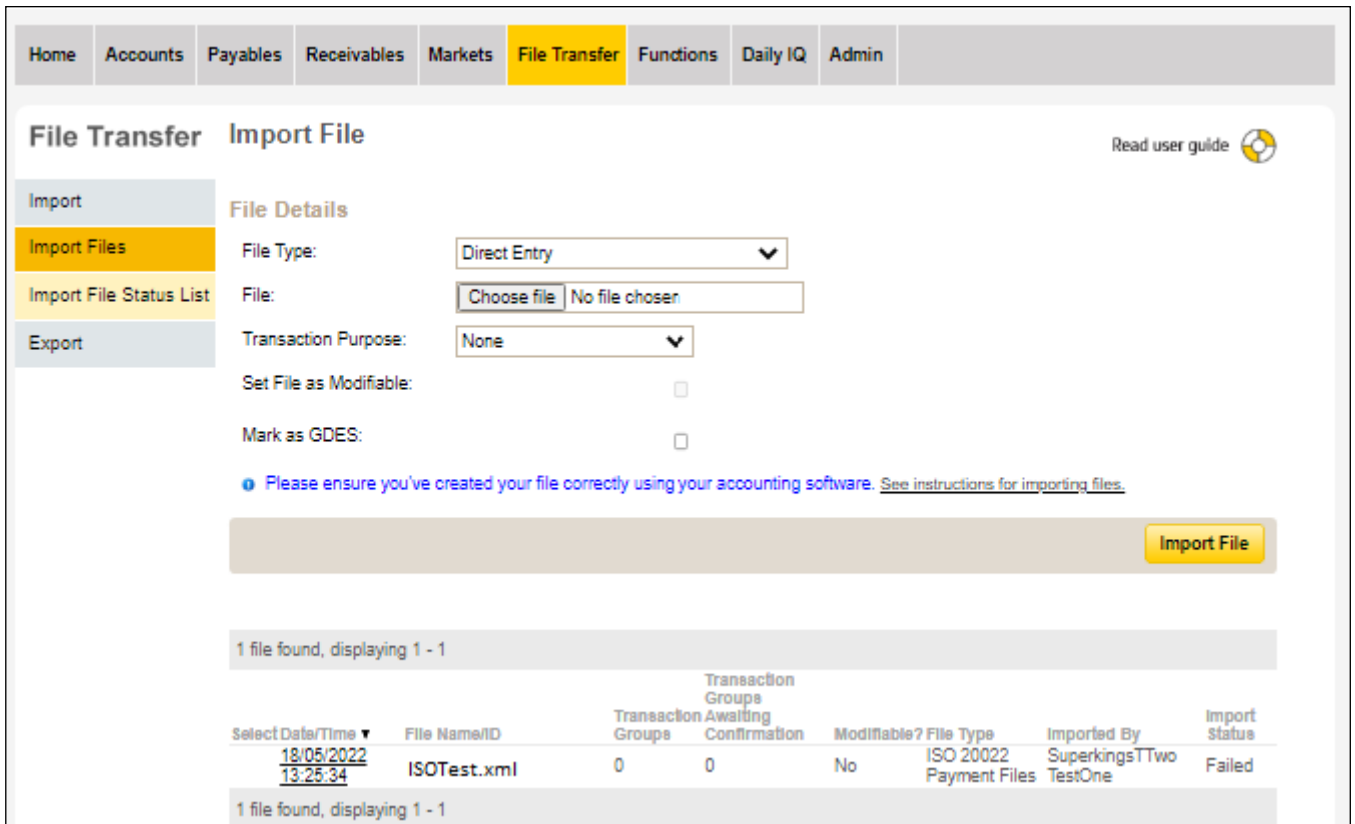 Home Accounts Payables Receivables Markets File Transfer Functions Daily IQ Admin
File Transfer
Import File
Read user guide
Import
Import Files
Import File Status List
Export
File Details
File Type: Direct Entry
File: Choose file No file chosen
Transaction Purpose: None
Set File as Modifiable:
Mark as GDES:
Please ensure you've created your file correctly using your accounting software. See instructions for importing files.
Import File
1 file found, displaying 1 - 1
Select Date/Time ▼ File Name/ID Transaction Groups Transaction Groups Awaiting Confirmation Modifiable? File Type Imported By Import Status
18/05/2022 13:25:34 ISOTest.xml 0 0 No ISO 20022 Payment Files SuperkingsTTwo TestOne Failed
1 file found, displaying 1 - 1